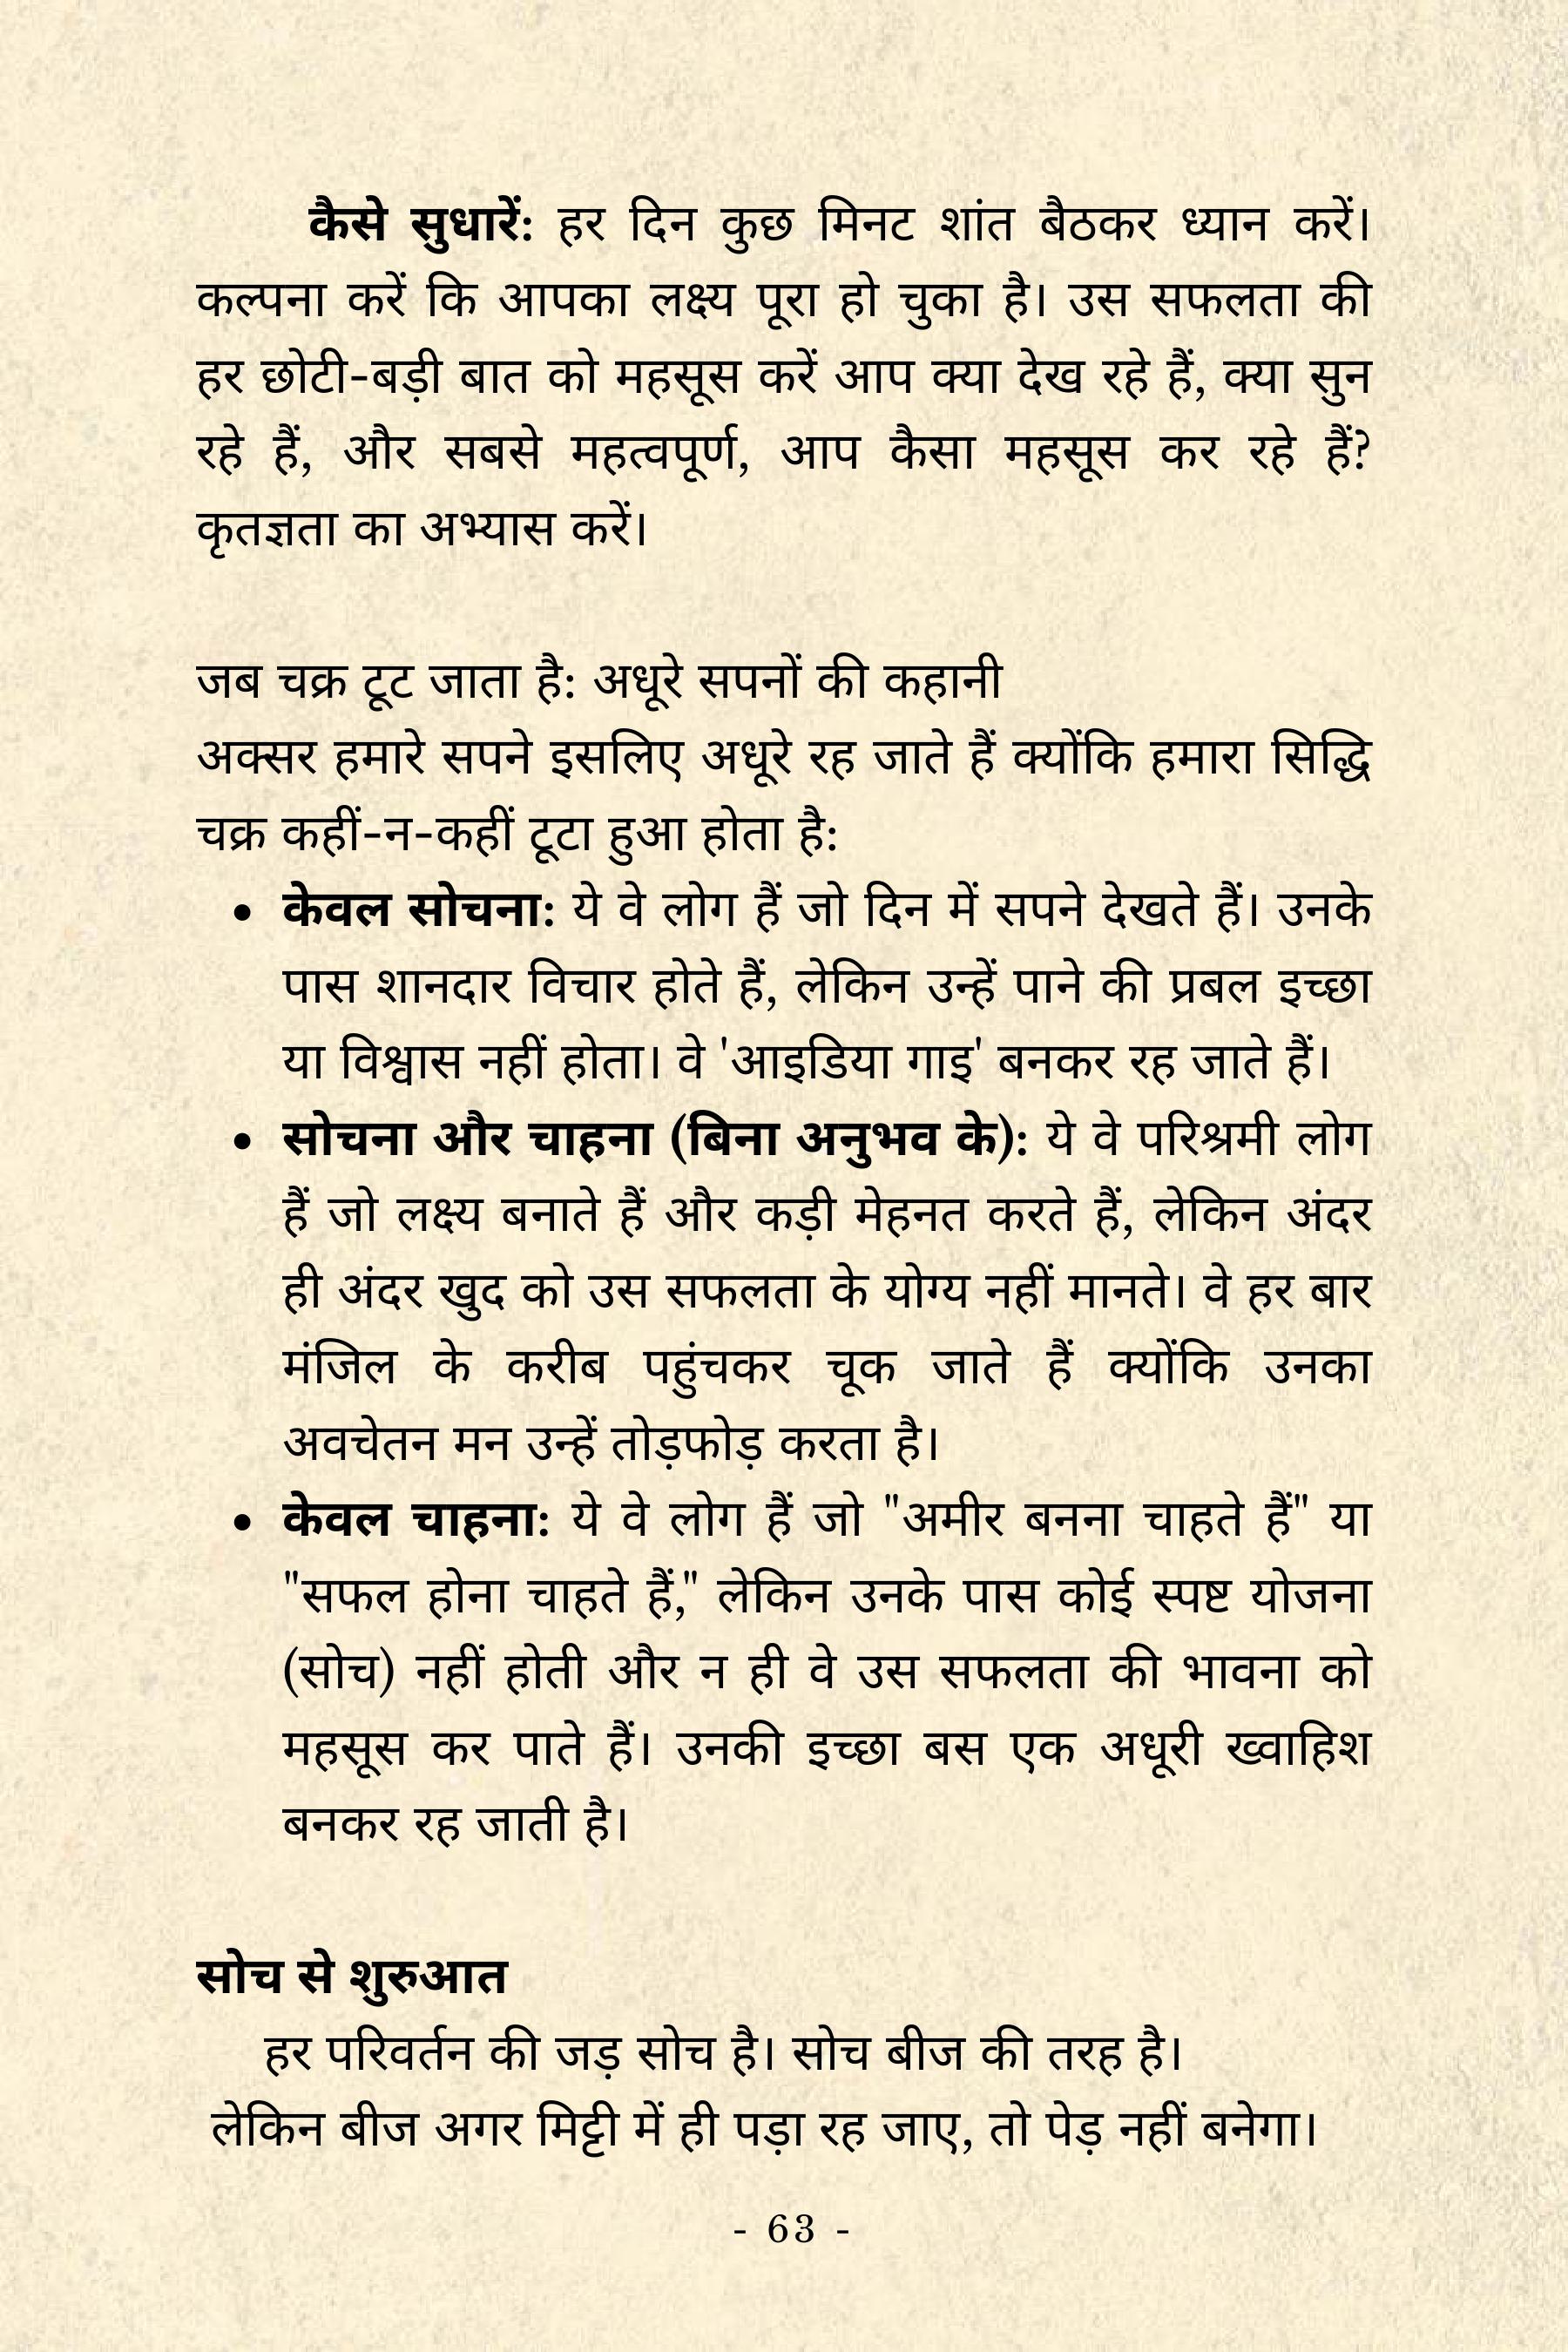 कैसे सुधारें: हर दिन कुछ मिनट शांत बैठकर ध्यान करें।
कल्पना करें कि आपका लक्ष्य पूरा हो चुका है। उस सफलता की
हर छोटी-बड़ी बात को महसूस करें आप क्या देख रहे हैं, क्या सुन
रहे हैं, और सबसे महत्वपूर्ण, आप कैसा महसूस कर रहे हैं?
कृतज्ञता का अभ्यास करें।
जब चक्र टूट जाता है: अधूरे सपनों की कहानी
अक्सर हमारे सपने इसलिए अधूरे रह जाते हैं क्योंकि हमारा सिद्धि
चक्र कहीं-न-कहीं टूटा हुआ होता है:
• केवल सोचना: ये वे लोग हैं जो दिन में सपने देखते हैं। उनके
पास शानदार विचार होते हैं, लेकिन उन्हें पाने की प्रबल इच्छा
या विश्वास नहीं होता। वे 'आइडिया गाइ' बनकर रह जाते हैं।
• सोचना और चाहना (बिना अनुभव के): ये वे परिश्रमी लोग
हैं जो लक्ष्य बनाते हैं और कड़ी मेहनत करते हैं, लेकिन अंदर
ही अंदर खुद को उस सफलता के योग्य नहीं मानते। वे हर बार
मंजिल के करीब पहुंचकर चूक जाते हैं क्योंकि उनका
अवचेतन मन उन्हें तोड़फोड़ करता है।
• केवल चाहना: ये वे लोग हैं जो "अमीर बनना चाहते हैं" या
"सफल होना चाहते हैं," लेकिन उनके पास कोई स्पष्ट योजना
(सोच) नहीं होती और न ही वे उस सफलता की भावना को
महसूस कर पाते हैं। उनकी इच्छा बस एक अधूरी ख्वाहिश
बनकर रह जाती है।
सोच से शुरुआत
हर परिवर्तन की जड़ सोच है। सोच बीज की तरह है।
लेकिन बीज अगर मिट्टी में ही पड़ा रह जाए, तो पेड़ नहीं बनेगा।
- 63 -